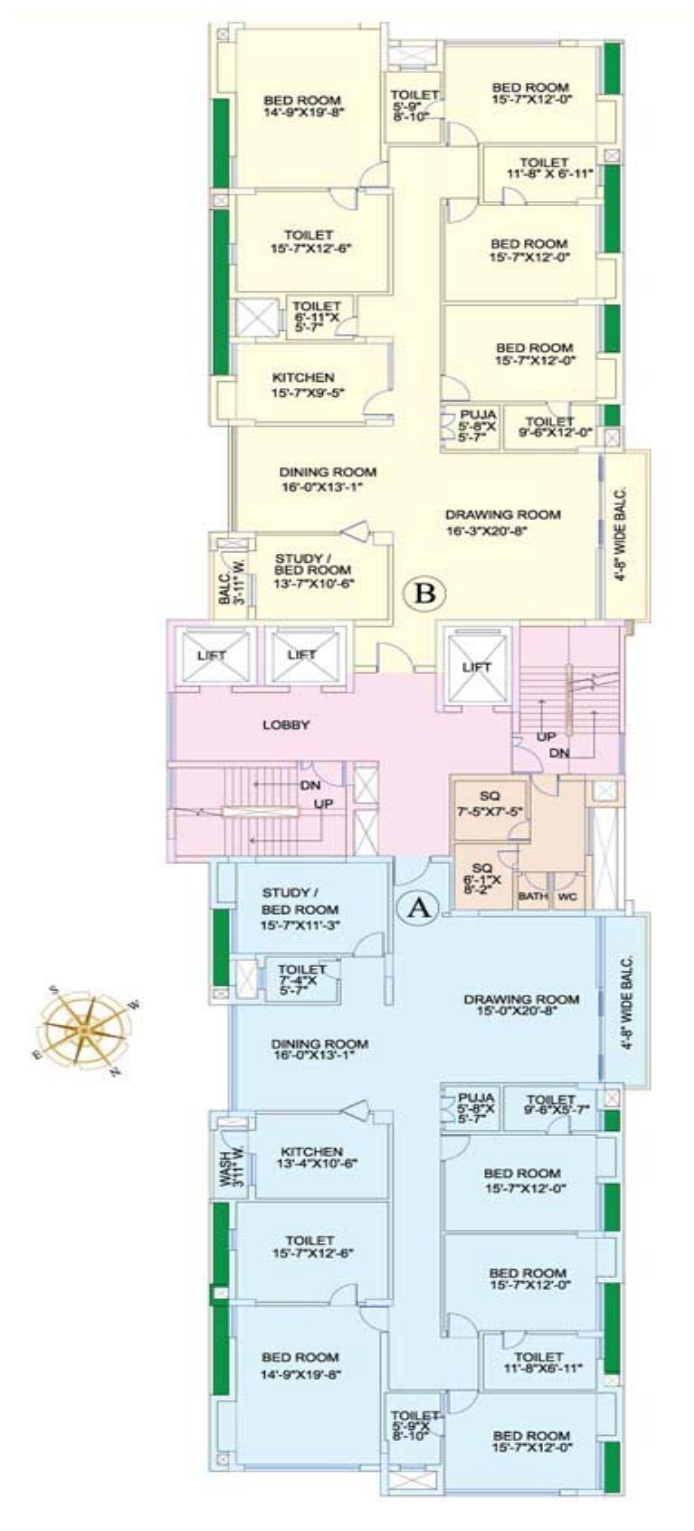 BED ROOM
14'-9"X19'-8"
TOILET
5'-9"
8'-10"
BED ROOM
15'-7"X12'-0"
TOILET
11'-8" X 6'-11"
TOILET
15'-7"X12'-6"
BED ROOM
15'-7"X12'-0"
TOILET
6'-11"X
5'-7"
BED ROOM
15'-7"X12'-0"
KITCHEN
15'-7"X9'-5"
PUJA
5'-8"X
5'-7"
TOILET
9'-6"X12'-0"
DINING ROOM
16'-0"X13'-1"
DRAWING ROOM
16'-3"X20'-8"
4'-8" WIDE BALC.
STUDY /
BED ROOM
13'-7"X10'-6"
BALC.
3'-11" W.
B
LIFT
LIFT
LIFT
LOBBY
UP
DN
DN
UP
SQ
7'-5"X7'-5"
SQ
6'-1"X
8'-2"
BATH
WC
STUDY /
BED ROOM
15'-7"X11'-3"
A
TOILET
7'-4"X
5'-7"
DRAWING ROOM
15'-0"X20'-8"
4'-8" WIDE BALC.
S
W
E
N
DINING ROOM
16'-0"X13'-1"
PUJA
5'-8"X
5'-7"
TOILET
9'-6"X5'-7"
KITCHEN
13'-4"X10'-6"
WASH
3'11" W.
BED ROOM
15'-7"X12'-0"
TOILET
15'-7"X12'-6"
BED ROOM
15'-7"X12'-0"
BED ROOM
14'-9"X19'-8"
TOILET
11'-8"X6'-11"
TOILET
5'-9"X
8'-10"
BED ROOM
15'-7"X12'-0"